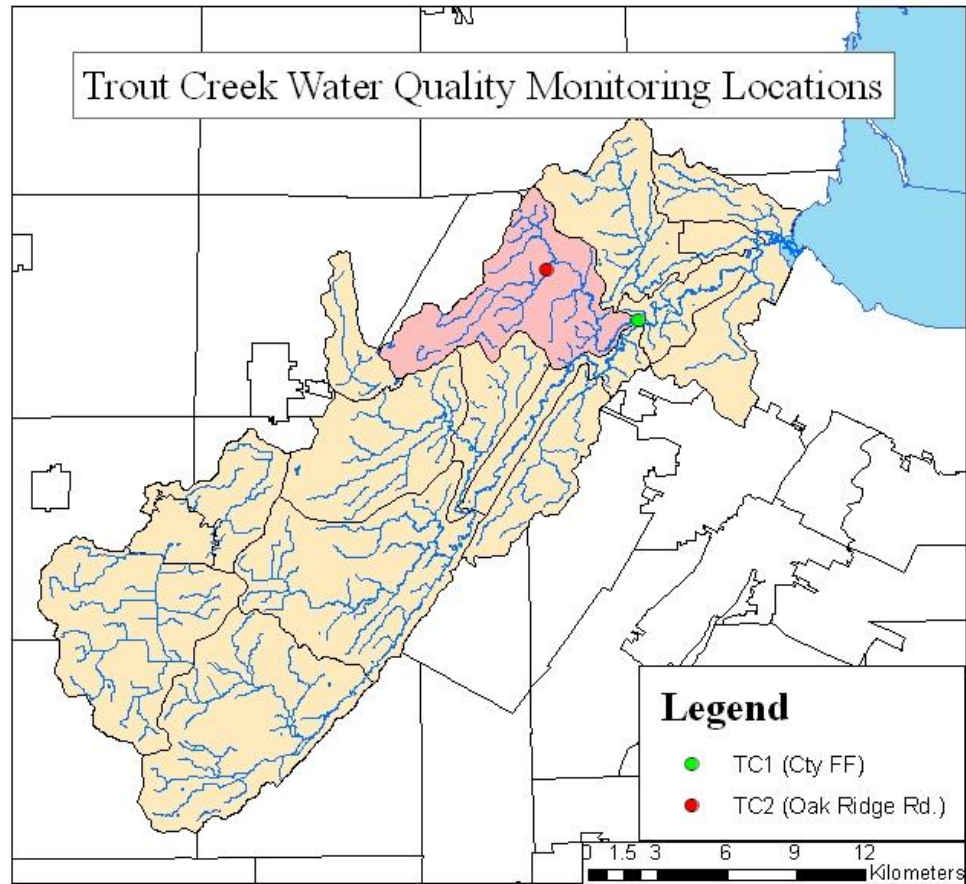 Trout Creek Water Quality Monitoring Locations
Legend
TC1 (Cty FF)
TC2 (Oak Ridge Rd.)
0 1.5 3 6 9 12
Kilometers